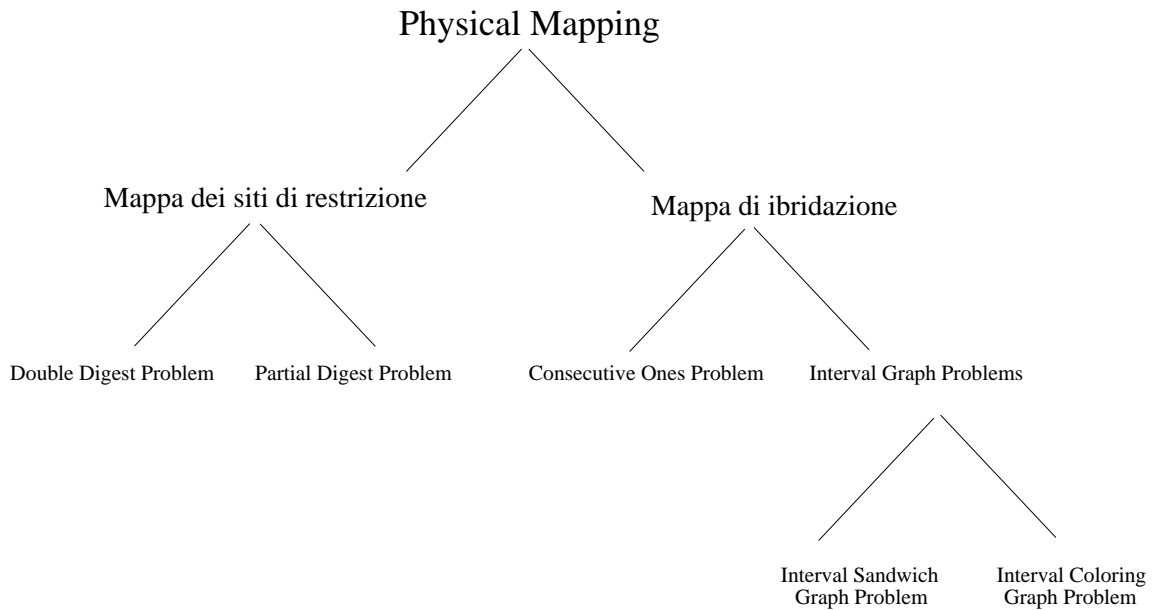 Physical Mapping
Mappa dei siti di restrizione
Mappa di ibridazione
Double Digest Problem
Partial Digest Problem
Consecutive Ones Problem
Interval Graph Problems
Interval Sandwich
Graph Problem
Interval Coloring
Graph Problem